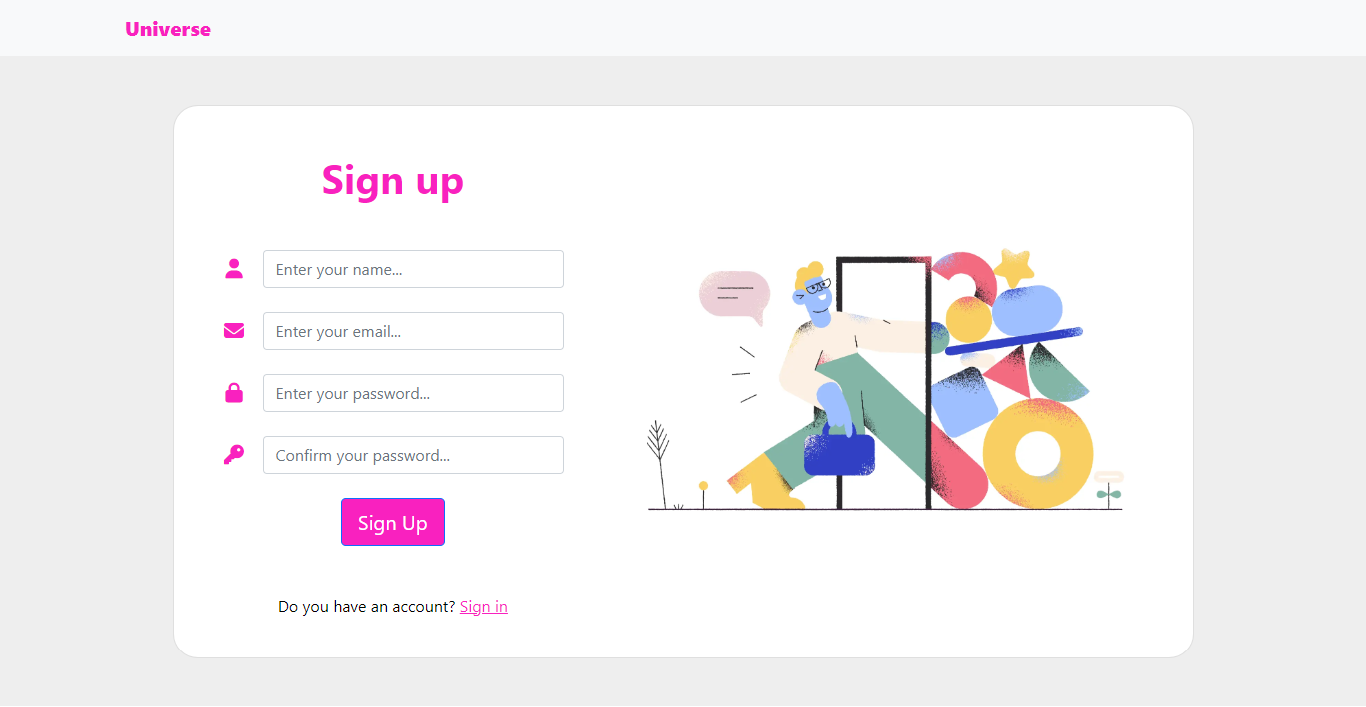 Universe
Sign up
Enter your name...
Enter your email...
Enter your password...
Confirm your password...
Sign Up
Do you have an account? Sign in